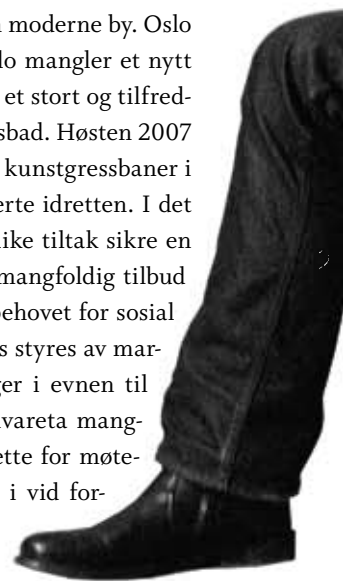 moderne by. Oslo
lo mangler et nytt
et stort og tilfred-
sbad. Høsten 2007
kunstgressbaner i
erte idretten. I det
ike tiltak sikre en
mangfoldig tilbud
behovet for sosial
s styres av mar-
ger i evnen til
ivareta mang-
ette for møte-
i vid for-